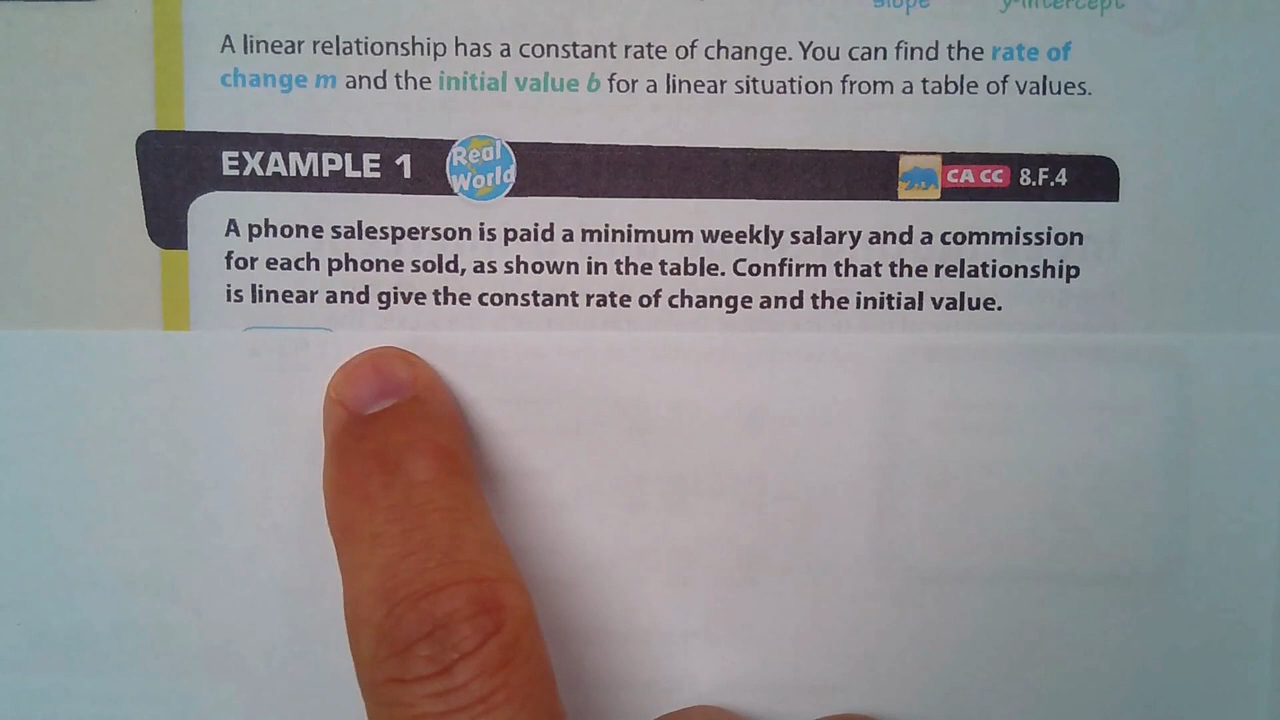 slope y-intercept
A linear relationship has a constant rate of change. You can find the rate of
change m and the initial value b for a linear situation from a table of values.
EXAMPLE 1
Real
World
CA CC 8.F.4
A phone salesperson is paid a minimum weekly salary and a commission
for each phone sold, as shown in the table. Confirm that the relationship
is linear and give the constant rate of change and the initial value.